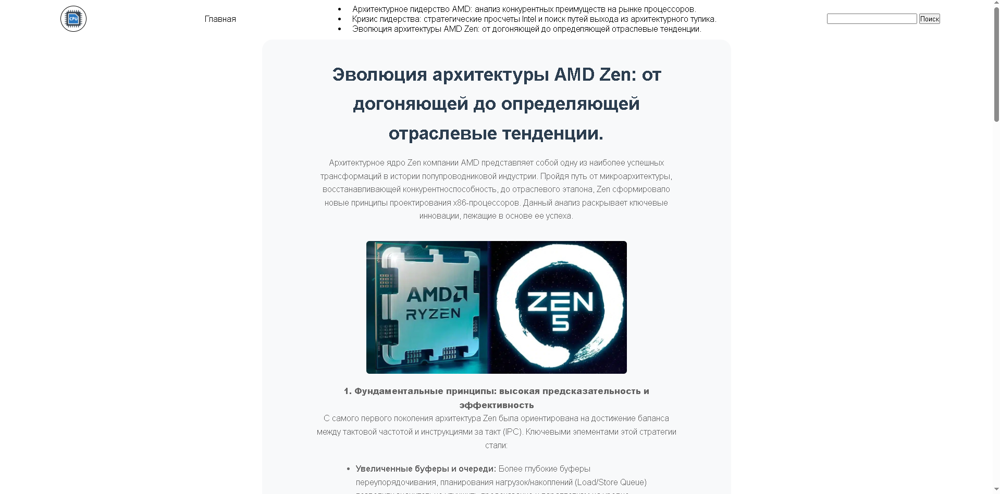 CPU
Главная
• Архитектурное лидерство AMD: анализ конкурентных преимуществ на рынке процессоров.
• Кризис лидерства: стратегические просчеты Intel и поиск путей выхода из архитектурного тупика.
• Эволюция архитектуры AMD Zen: от догоняющей до определяющей отраслевые тенденции.
Поиск
Эволюция архитектуры AMD Zen: от
догоняющей до определяющей
отраслевые тенденции.
Архитектурное ядро Zen компании AMD представляет собой одну из наиболее успешных
трансформаций в истории полупроводниковой индустрии. Пройдя путь от микроархитектуры,
восстанавливающей конкурентноспособность, до отраслевого эталона, Zen сформировало
новые принципы проектирования x86-процессоров. Данный анализ раскрывает ключевые
инновации, лежащие в основе ее успеха.
AMD
RYZEN
ZEN
5
1. Фундаментальные принципы: высокая предсказательность и
эффективность
С самого первого поколения архитектура Zen была ориентирована на достижение баланса
между тактовой частотой и инструкциями за такт (IPC). Ключевыми элементами этой стратегии
стали:
• Увеличенные буферы и очереди: Более глубокие буферы
переупорядочивания, планирования нагрузок/накоплений (Load/Store Queue)